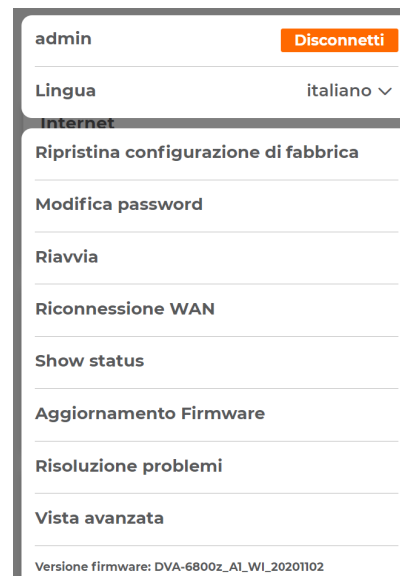 admin
Disconnetti
Lingua
italiano
Internet
Ripristina configurazione di fabbrica
Modifica password
Riavvia
Riconnessione WAN
Show status
Aggiornamento Firmware
Risoluzione problemi
Vista avanzata
Versione firmware: DVA-6800z_A1_WI_20201102